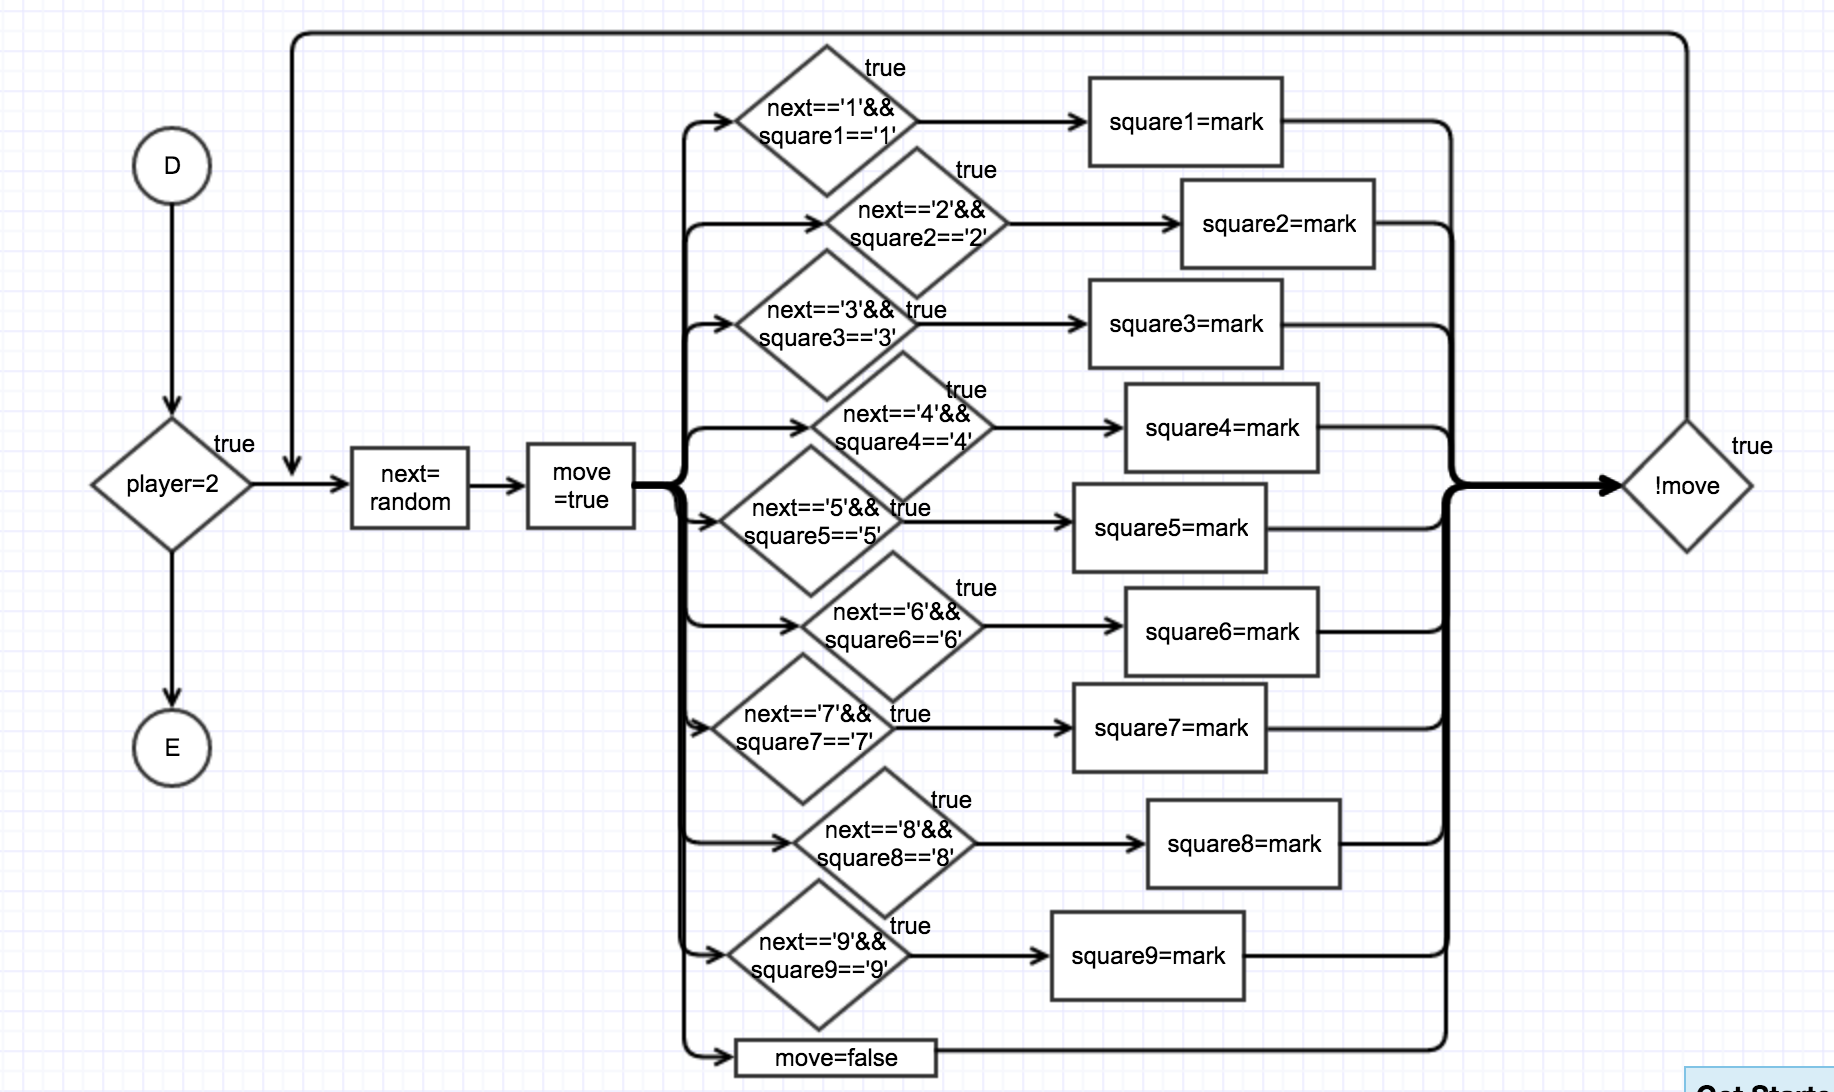 D
true
player=2
E
next=
random
move
=true
true
next=='1'&&
square1=='1'
square1=mark
true
next=='2'&&
square2=='2'
square2=mark
next=='3'&&
true
square3=='3'
square3=mark
true
next=='4'&&
square4=='4'
square4=mark
next=='5'&&
true
square5=='5'
square5=mark
true
next=='6'&&
square6=='6'
square6=mark
next=='7'&&
true
square7=='7'
square7=mark
true
next=='8'&&
square8=='8'
square8=mark
true
next=='9'&&
square9=='9'
square9=mark
move=false
true
!move